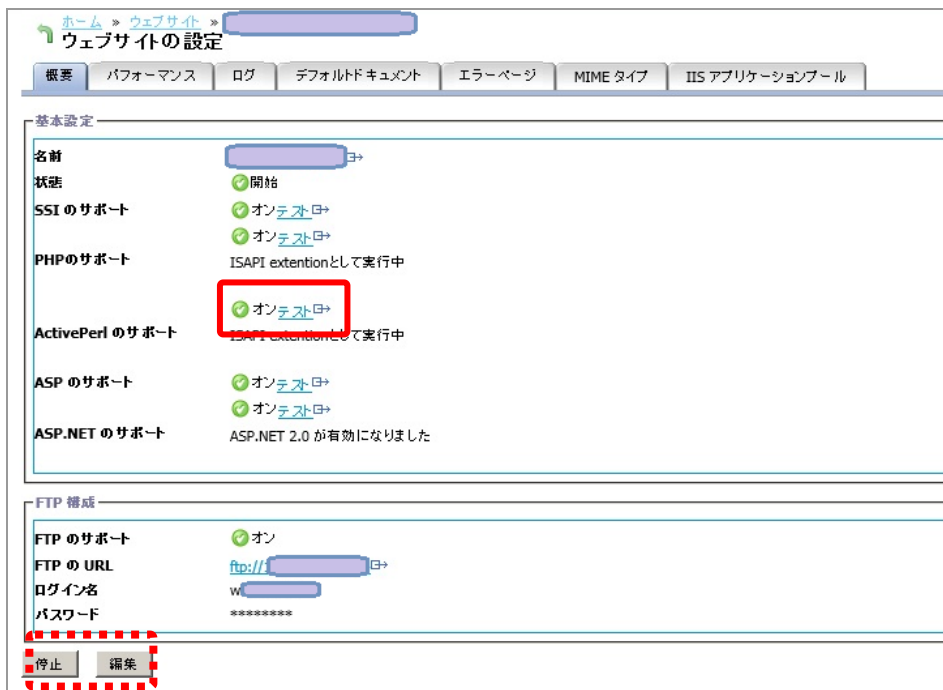 ホーム » ウェブサイト »
ウェブサイトの設定
概要 パフォーマンス ログ デフォルトドキュメント エラーページ MIME タイプ IIS アプリケーションプール
基本設定
名前
状態 開始
SSI のサポート オンテスト
オンテスト
PHPのサポート ISAPI extentionとして実行中
オンテスト
ActivePerl のサポート ISAPI extentionとして実行中
ASP のサポート オンテスト
オンテスト
ASP.NET のサポート ASP.NET 2.0 が有効になりました
FTP 構成
FTP のサポート オン
FTP の URL ftp://
ログイン名 w
パスワード ********
停止 編集